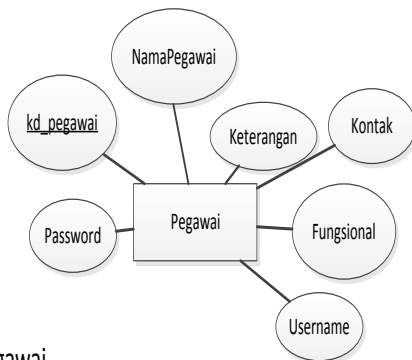 NamaPegawai
kd_pegawai
Keterangan
Kontak
Pegawai
Password
Fungsional
Username